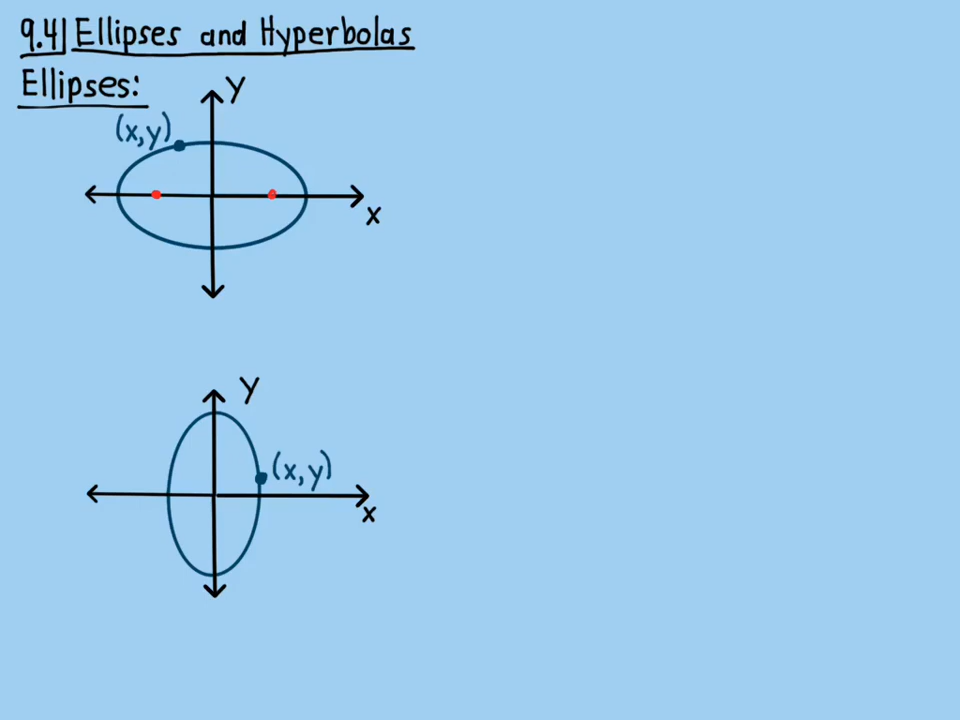 9.4 Ellipses and Hyperbolas
Ellipses:
y
(x,y)
x
y
(x,y)
x